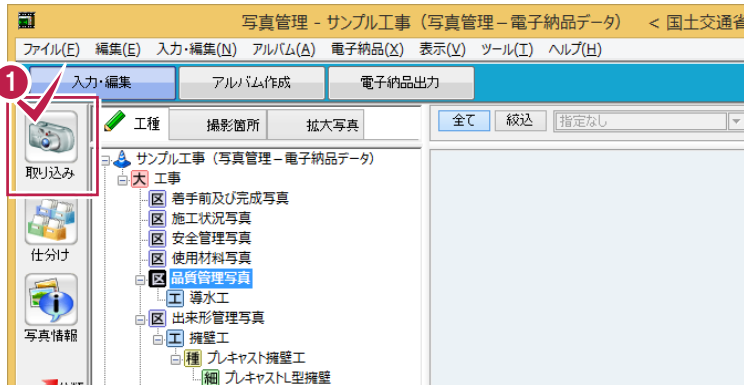 写真管理 - サンプル工事（写真管理－電子納品データ） < 国土交通省
ファイル(F) 編集(E) 入力・編集(N) アルバム(A) 電子納品(X) 表示(V) ツール(T) ヘルプ(H)
1
入力・編集 アルバム作成 電子納品出力
工種 撮影箇所 拡大写真 全て 絞込 指定なし
取り込み
仕分け
写真情報
サンプル工事（写真管理－電子納品データ）
大 工事
区 着手前及び完成写真
区 施工状況写真
区 安全管理写真
区 使用材料写真
区 品質管理写真
工 導水工
区 出来形管理写真
工 擁壁工
種 プレキャスト擁壁工
細 プレキャストL型擁壁